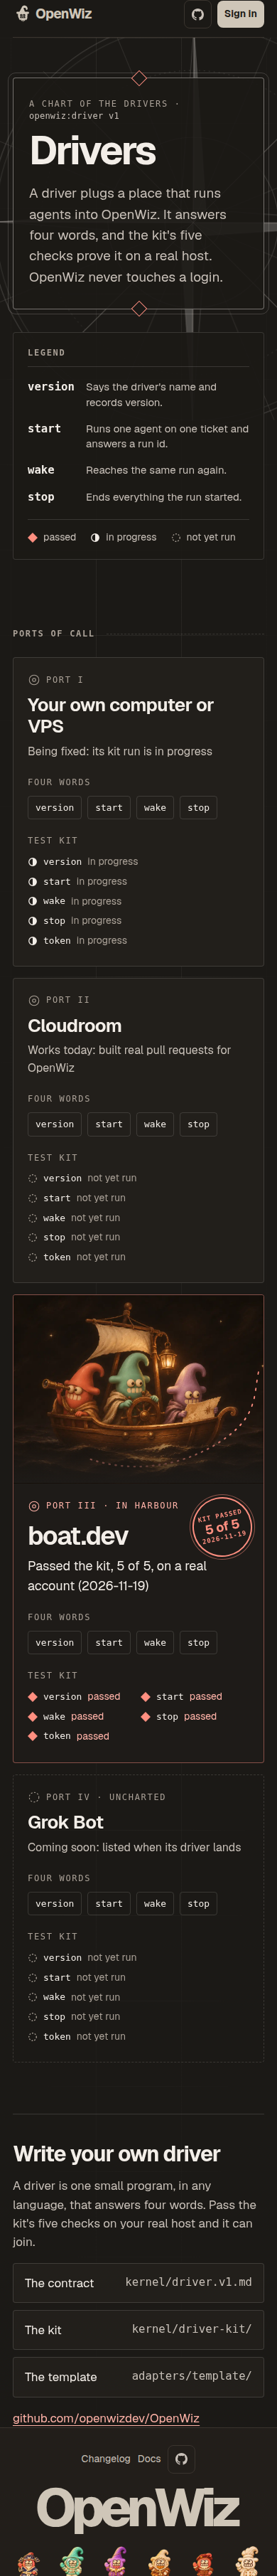 OpenWiz
Sign in
A CHART OF THE DRIVERS ·
openwiz:driver v1
Drivers
A driver plugs a place that runs
agents into OpenWiz. It answers
four words, and the kit's five
checks prove it on a real host.
OpenWiz never touches a login.
LEGEND
version Says the driver's name and
records version.
start Runs one agent on one ticket and
answers a run id.
wake Reaches the same run again.
stop Ends everything the run started.
passed in progress not yet run
PORTS OF CALL
PORT I
Your own computer or
VPS
Being fixed: its kit run is in progress
FOUR WORDS
version start wake stop
TEST KIT
version in progress
start in progress
wake in progress
stop in progress
token in progress
PORT II
Cloudroom
Works today: built real pull requests for
OpenWiz
FOUR WORDS
version start wake stop
TEST KIT
version not yet run
start not yet run
wake not yet run
stop not yet run
token not yet run
PORT III · IN HARBOUR
KIT PASSED
5 of 5
2026-11-19
boat.dev
Passed the kit, 5 of 5, on a real
account (2026-11-19)
FOUR WORDS
version start wake stop
TEST KIT
version passed start passed
wake passed stop passed
token passed
PORT IV · UNCHARTED
Grok Bot
Coming soon: listed when its driver lands
FOUR WORDS
version start wake stop
TEST KIT
version not yet run
start not yet run
wake not yet run
stop not yet run
token not yet run
Write your own driver
A driver is one small program, in any
language, that answers four words. Pass the
kit's five checks on your real host and it can
join.
The contract kernel/driver.v1.md
The kit kernel/driver-kit/
The template adapters/template/
github.com/openwizdev/OpenWiz
Changelog Docs
OpenWiz